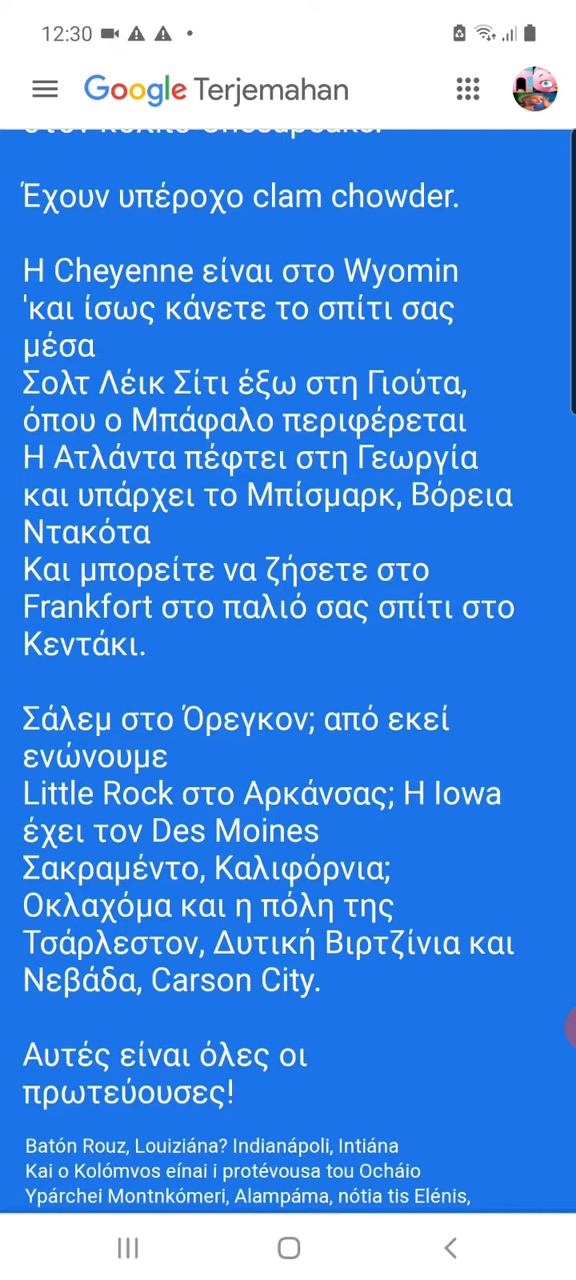 12:30
Google Terjemahan
στον κόλπο Chesapeake.
Έχουν υπέροχο clam chowder.
Η Cheyenne είναι στο Wyomin
'και ίσως κάνετε το σπίτι σας
μέσα
Σολτ Λέικ Σίτι έξω στη Γιούτα,
όπου ο Μπάφαλο περιφέρεται
Η Ατλάντα πέφτει στη Γεωργία
και υπάρχει το Μπίσμαρκ, Βόρεια
Ντακότα
Και μπορείτε να ζήσετε στο
Frankfort στο παλιό σας σπίτι στο
Κεντάκι.
Σάλεμ στο Όρεγκον; από εκεί
ενώνουμε
Little Rock στο Αρκάνσας; Η Iowa
έχει τον Des Moines
Σακραμέντο, Καλιφόρνια;
Οκλαχόμα και η πόλη της
Τσάρλεστον, Δυτική Βιρτζίνια και
Νεβάδα, Carson City.
Αυτές είναι όλες οι
πρωτεύουσες!
Batón Rouz, Louiziána? Indianápoli, Intiána
Kai o Kolómvos eínai i protévousa tou Ocháio
Ypárchei Montnkómeri, Alampáma, nótia tis Elénis,